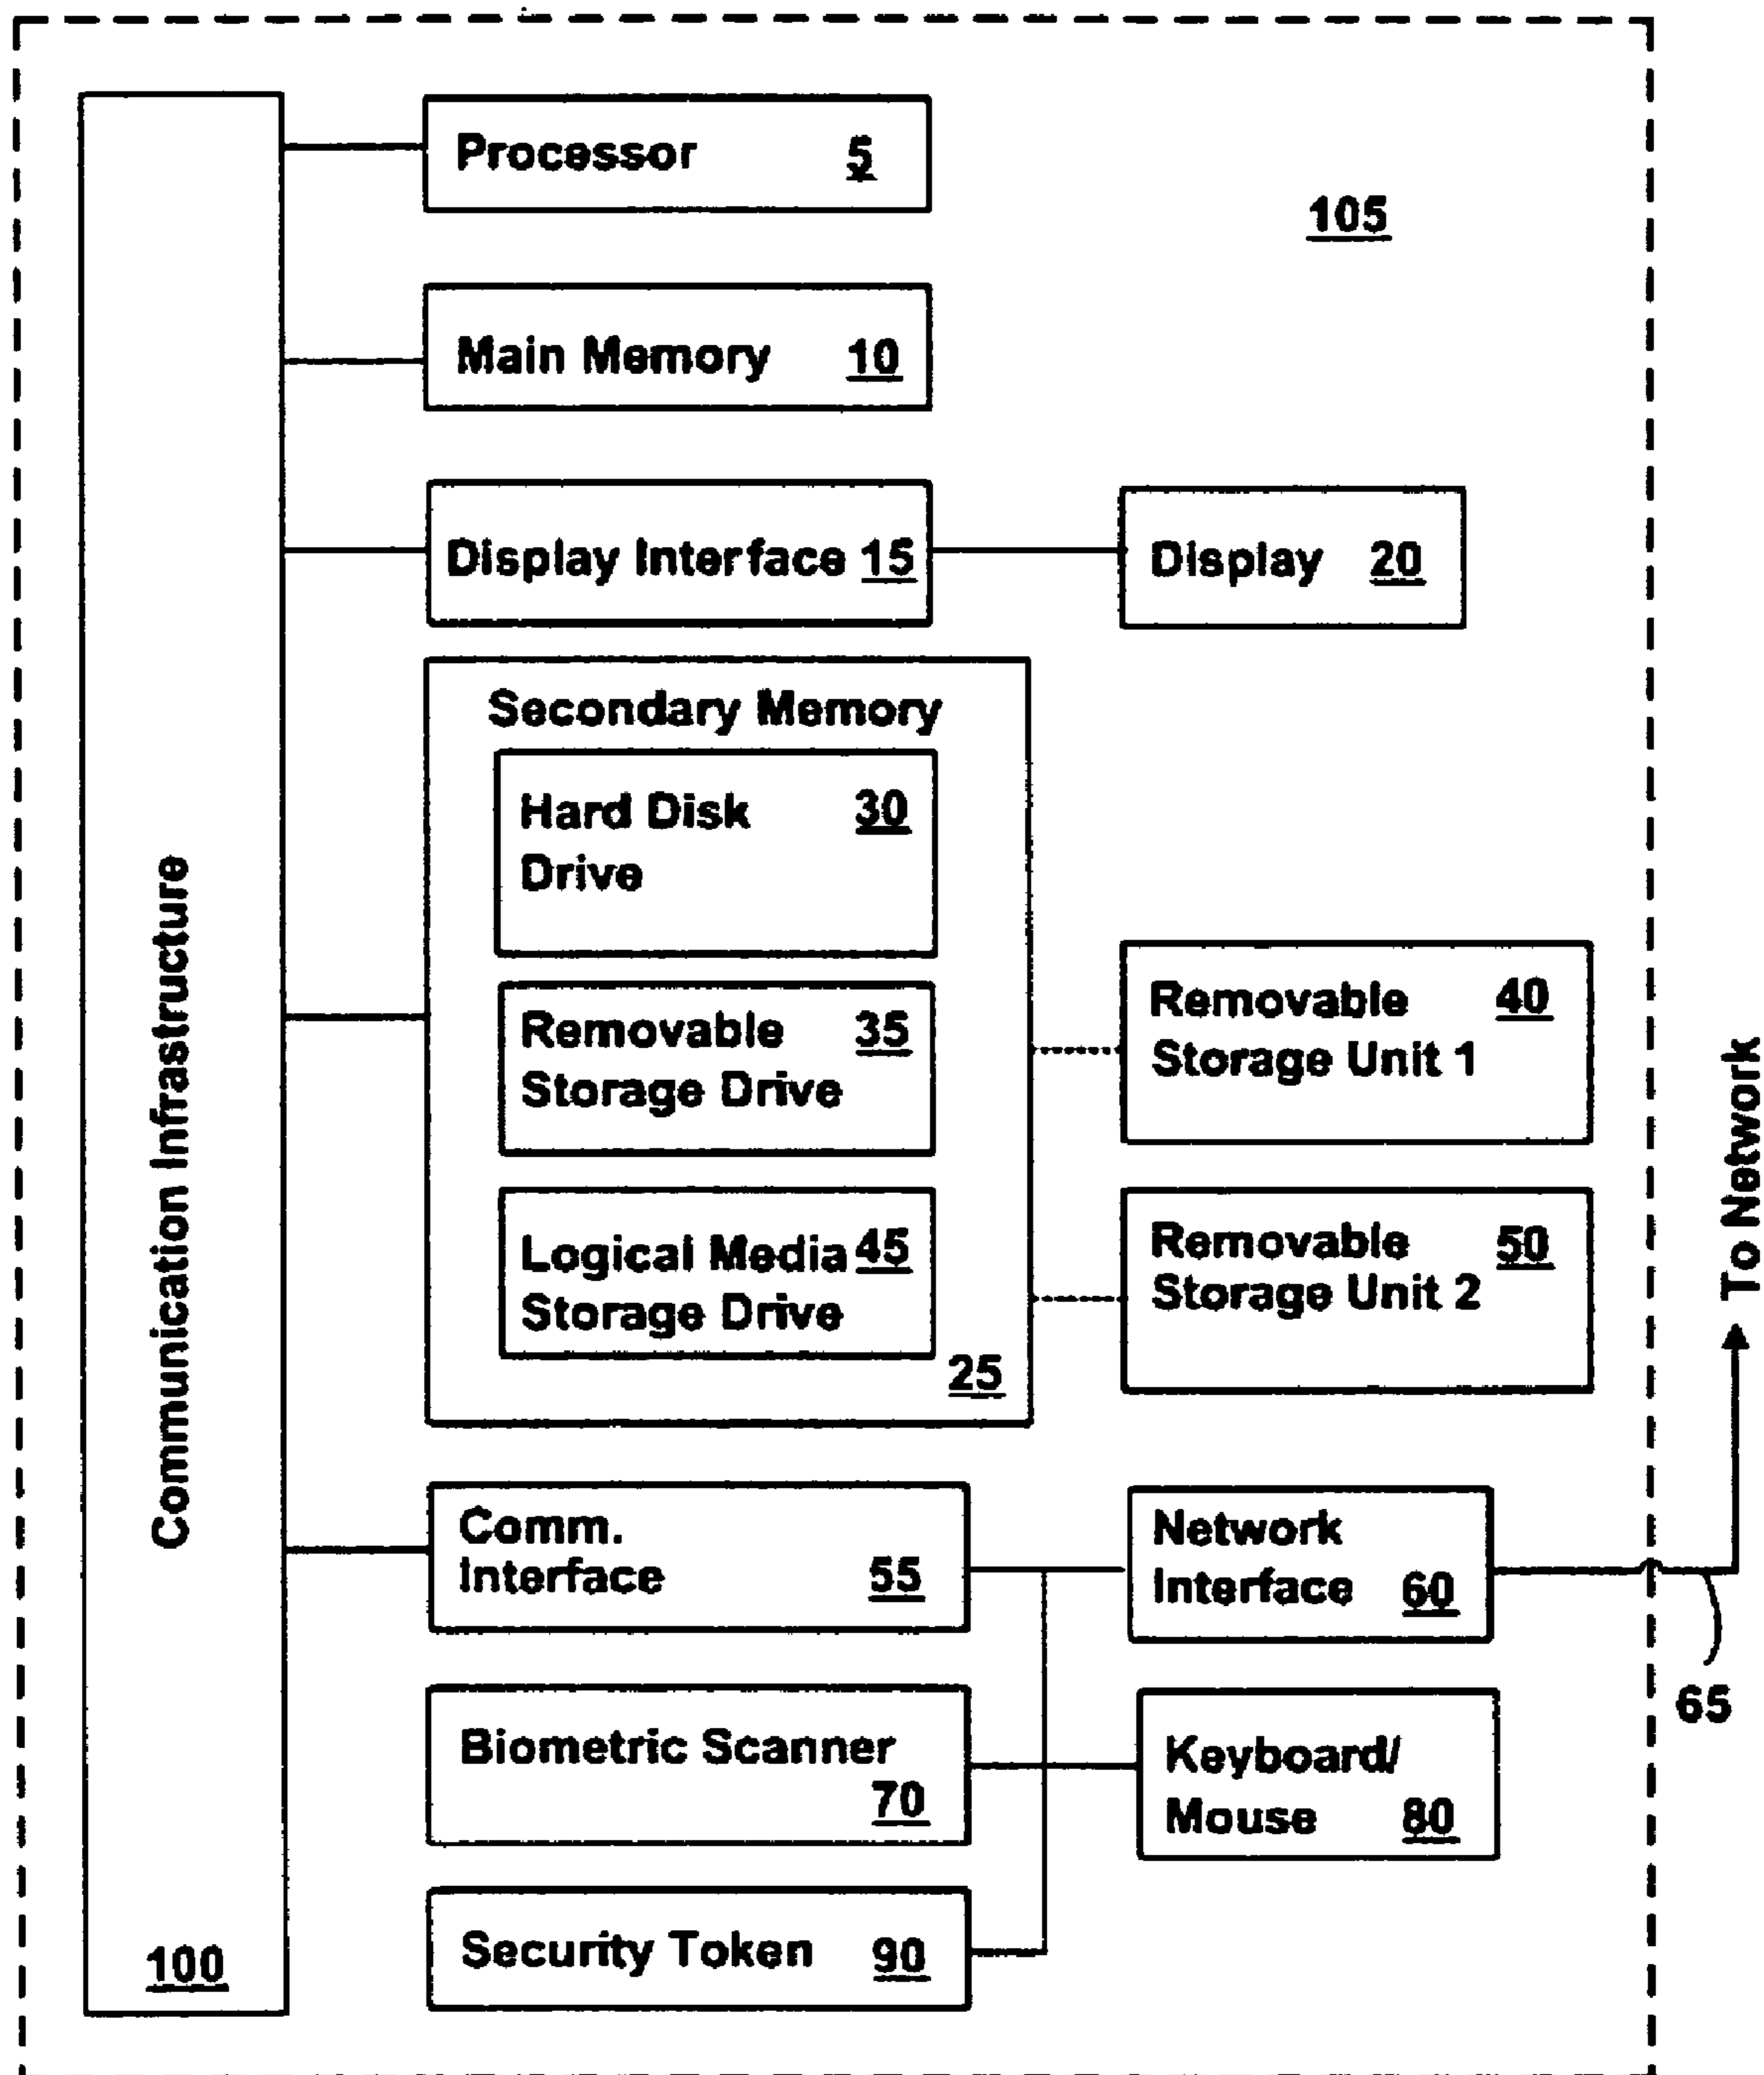 Processor 5
105
Main Memory 10
Display Interface 15
Display 20
Secondary Memory
Hard Disk 30
Drive
Removable 35
Storage Drive
Logical Media 45
Storage Drive
25
Removable 40
Storage Unit 1
Removable 50
Storage Unit 2
To Network
Communication Infrastructure
100
Comm.
Interface 55
Network
Interface 60
65
Biometric Scanner
70
Keyboard/
Mouse 80
Security Token 90